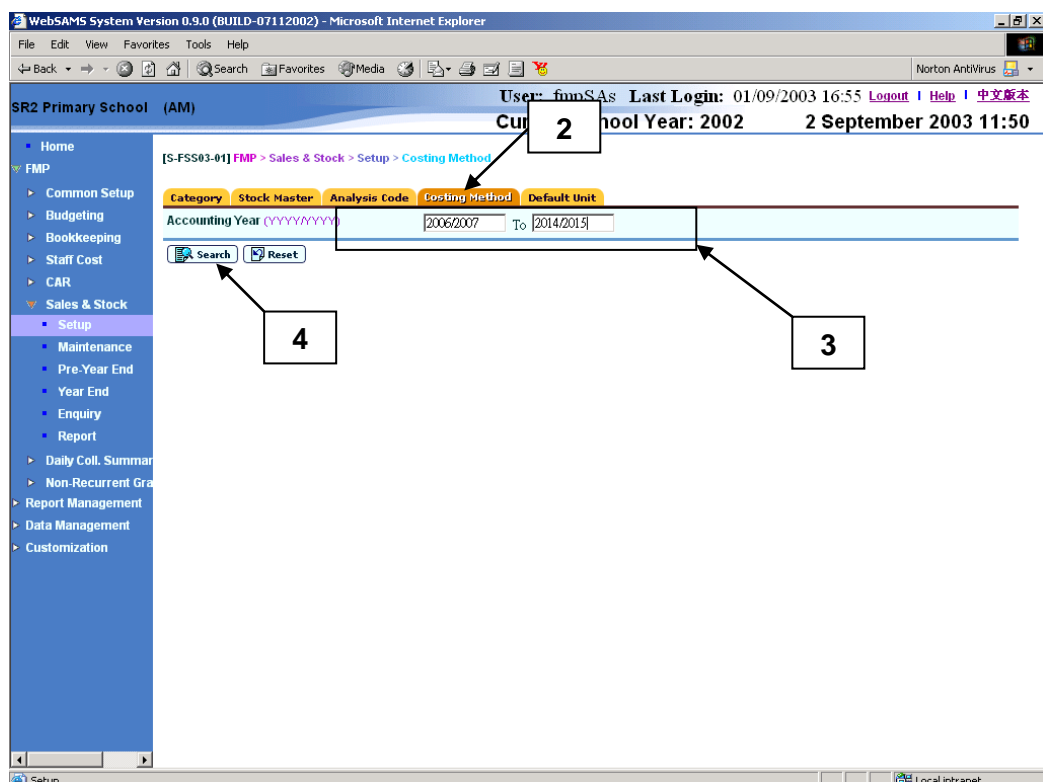 WebSAMS System Version 0.9.0 (BUILD-07112002) - Microsoft Internet Explorer
File Edit View Favorites Tools Help
Back Search Favorites Media Norton AntiVirus
SR2 Primary School (AM)
User: fmpSAs Last Login: 01/09/2003 16:55 Logout | Help | 中文版本
School Year: 2002 2 September 2003 11:50
2
Home
FMP
Common Setup
Budgeting
Bookkeeping
Staff Cost
CAR
Sales & Stock
Setup
Maintenance
Pre-Year End
Year End
Enquiry
Report
Daily Coll. Summar
Non-Recurrent Gra
Report Management
Data Management
Customization
[S-FSS03-01] FMP > Sales & Stock > Setup > Costing Method
Category Stock Master Analysis Code Costing Method Default Unit
Accounting Year (YYYY/YYYY) 2006/2007 To 2014/2015
Search Reset
4
3
Setup Local intranet